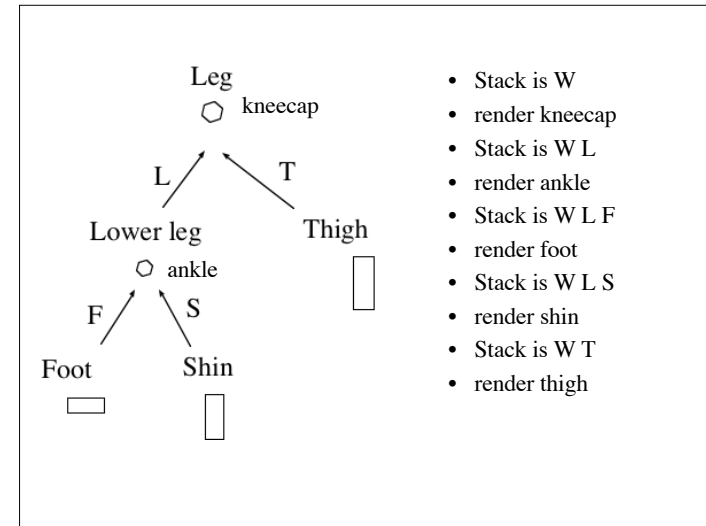 Leg
kneecap
L
T
Lower leg
Thigh
ankle
F
S
Foot
Shin
• Stack is W
• render kneecap
• Stack is W L
• render ankle
• Stack is W L F
• render foot
• Stack is W L S
• render shin
• Stack is W T
• render thigh